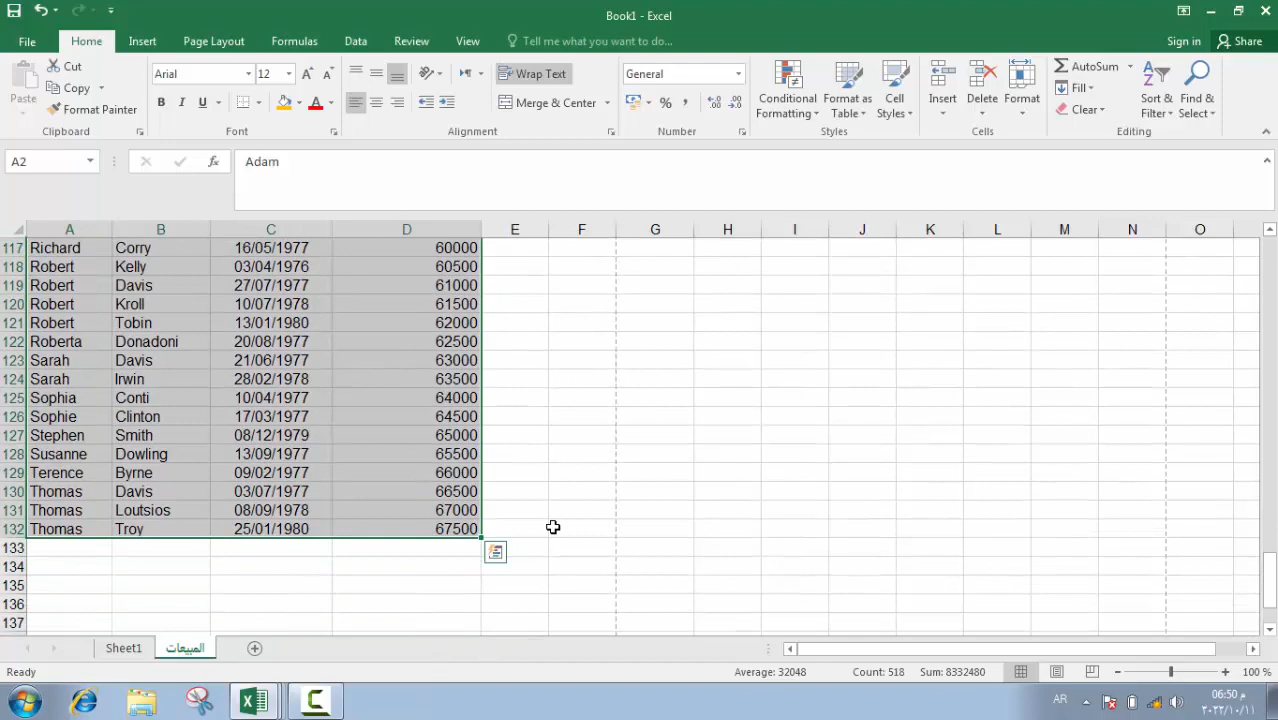 Book1 - Excel
File Home Insert Page Layout Formulas Data Review View Tell me what you want to do... Sign in Share
Paste Cut Copy Format Painter Clipboard
Arial 12 B I U A Font
Wrap Text Merge & Center Alignment
General % , Number
Conditional Formatting Format as Table Cell Styles Styles
Insert Delete Format Cells
AutoSum Fill Clear Sort & Filter Find & Select Editing
A2 fx Adam
A B C D E F G H I J K L M N O
117 Richard Corry 16/05/1977 60000
118 Robert Kelly 03/04/1976 60500
119 Robert Davis 27/07/1977 61000
120 Robert Kroll 10/07/1978 61500
121 Robert Tobin 13/01/1980 62000
122 Roberta Donadoni 20/08/1977 62500
123 Sarah Davis 21/06/1977 63000
124 Sarah Irwin 28/02/1978 63500
125 Sophia Conti 10/04/1977 64000
126 Sophie Clinton 17/03/1977 64500
127 Stephen Smith 08/12/1979 65000
128 Susanne Dowling 13/09/1977 65500
129 Terence Byrne 09/02/1977 66000
130 Thomas Davis 03/07/1977 66500
131 Thomas Loutsios 08/09/1978 67000
132 Thomas Troy 25/01/1980 67500
133
134
135
136
137
Sheet1 المبيعات
Ready Average: 32048 Count: 518 Sum: 8332480 100 %
AR 06:50 م
٢٠٢٢/١٠/١١